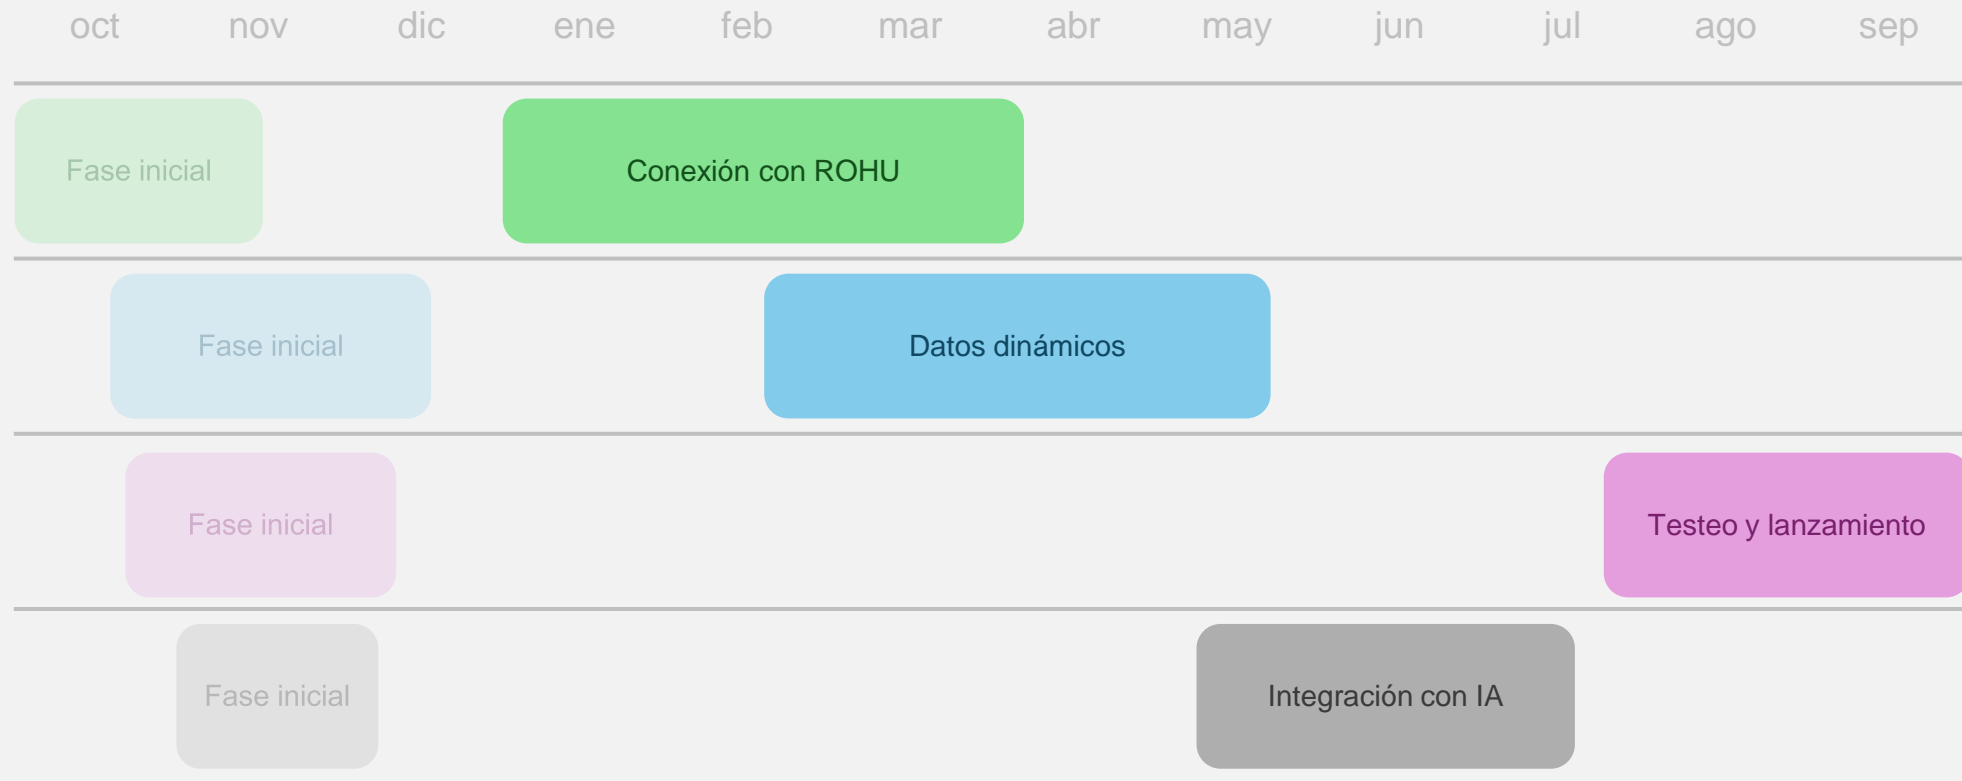 oct nov dic ene feb mar abr may jun jul ago sep
Fase inicial Conexión con ROHU
Fase inicial Datos dinámicos
Fase inicial Testeo y lanzamiento
Fase inicial Integración con IA